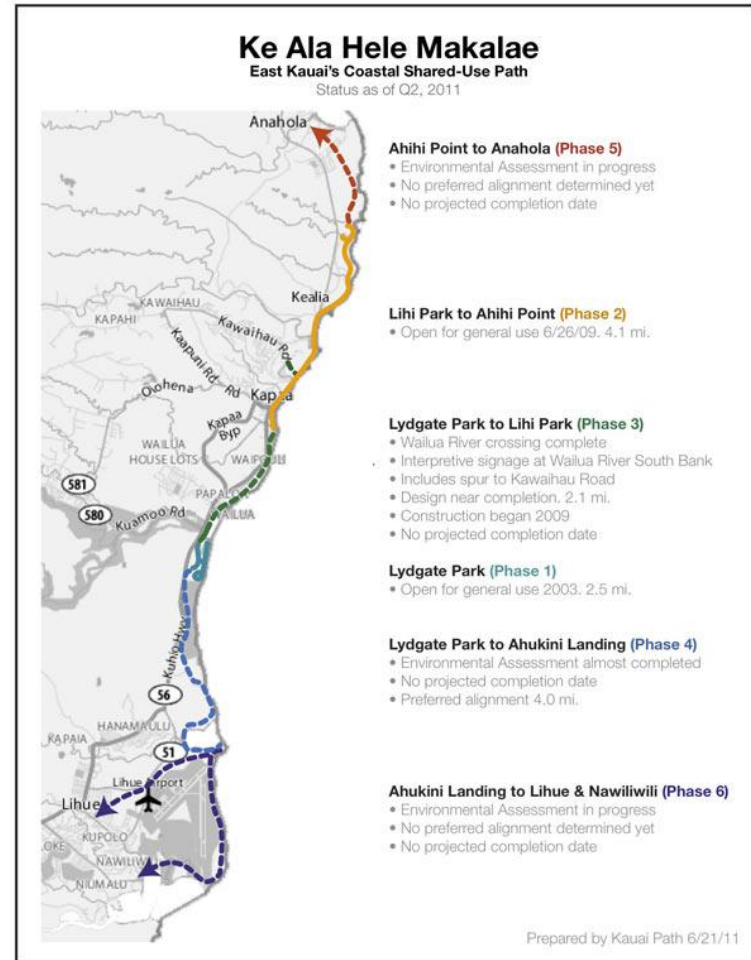 Ke Ala Hele Makalae
East Kauai's Coastal Shared-Use Path
Status as of Q2, 2011
Anahola
Ahihi Point to Anahola (Phase 5)
• Environmental Assessment in progress
• No preferred alignment determined yet
• No projected completion date
Kealia
KAWAIHAU
KAPAHI
Kawaihau Rd
Kaapuni Rd
Olohena Rd
Kapaa
Kapaa
Byp
Lihi Park to Ahihi Point (Phase 2)
• Open for general use 6/26/09. 4.1 mi.
WAILUA
HOUSE LOTS
WAIPOULI
581
580
Kuamoo Rd
Lydgate Park to Lihi Park (Phase 3)
• Wailua River crossing complete
• Interpretive signage at Wailua River South Bank
• Includes spur to Kawaihau Road
• Design near completion. 2.1 mi.
• Construction began 2009
• No projected completion date
Lydgate Park (Phase 1)
• Open for general use 2003. 2.5 mi.
Kuhio Hwy
Lydgate Park to Ahukini Landing (Phase 4)
• Environmental Assessment almost completed
• No projected completion date
• Preferred alignment 4.0 mi.
56
HANAMAULU
KAPAIA
51
Lihue Airport
Lihue
KUPOLO
OKE
NAWILIW
NIUMALU
Ahukini Landing to Lihue & Nawiliwili (Phase 6)
• Environmental Assessment in progress
• No preferred alignment determined yet
• No projected completion date
Prepared by Kauai Path 6/21/11